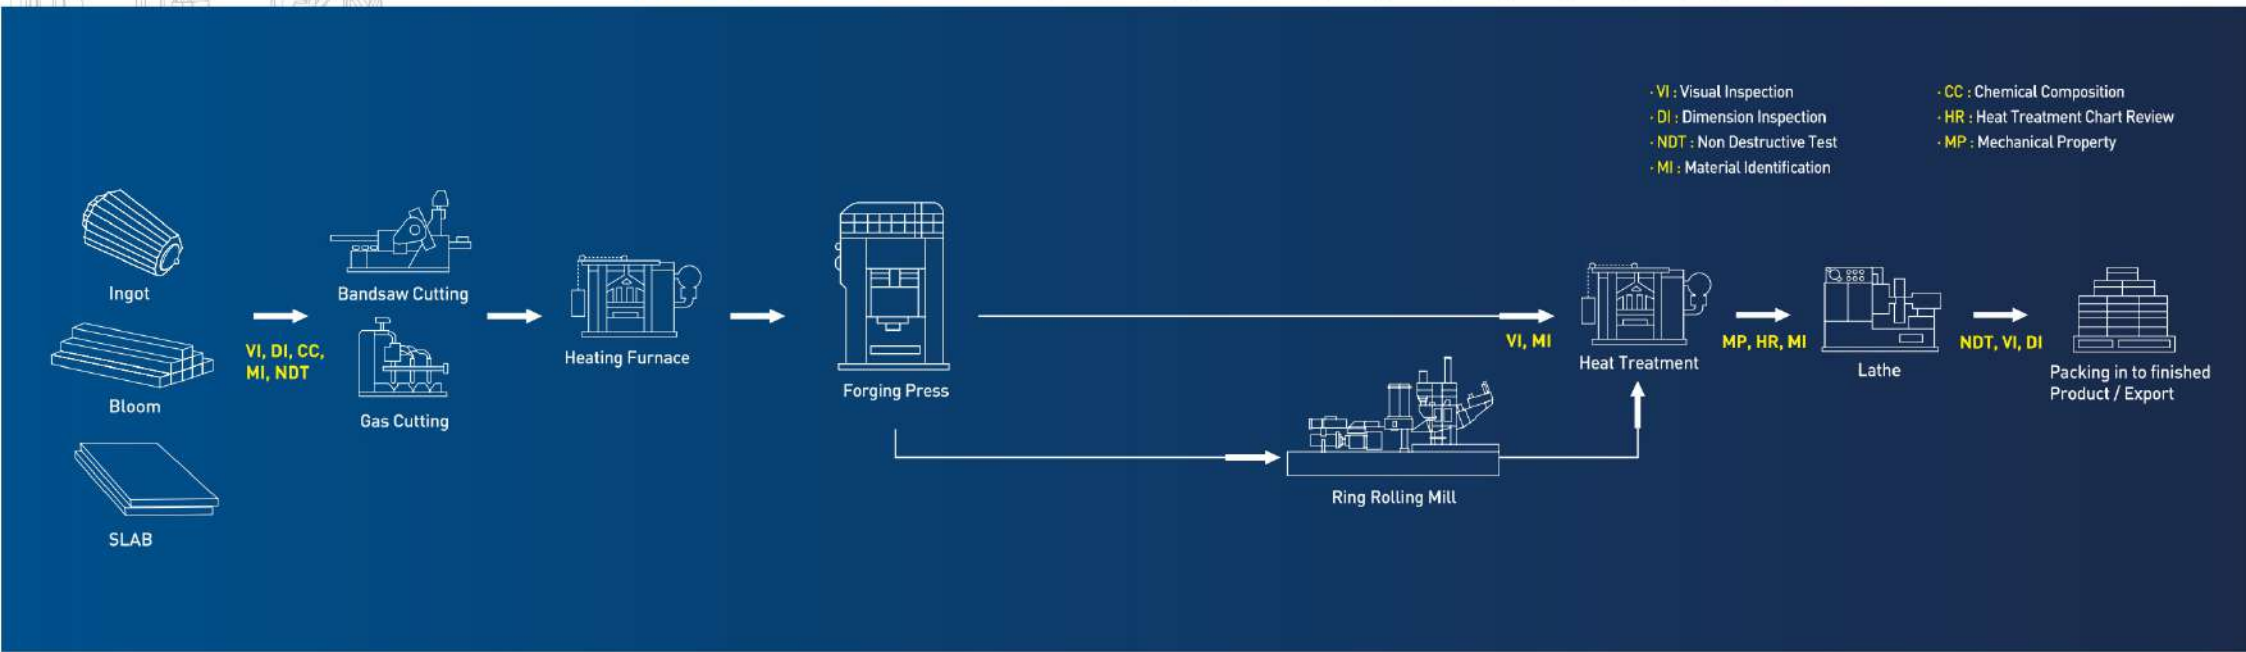 · VI : Visual Inspection
· DI : Dimension Inspection
· NDT : Non Destructive Test
· MI : Material Identification
· CC : Chemical Composition
· HR : Heat Treatment Chart Review
· MP : Mechanical Property
Ingot
Bloom
SLAB
VI, DI, CC,
MI, NDT
Bandsaw Cutting
Gas Cutting
Heating Furnace
Forging Press
Ring Rolling Mill
VI, MI
Heat Treatment
MP, HR, MI
Lathe
NDT, VI, DI
Packing in to finished
Product / Export